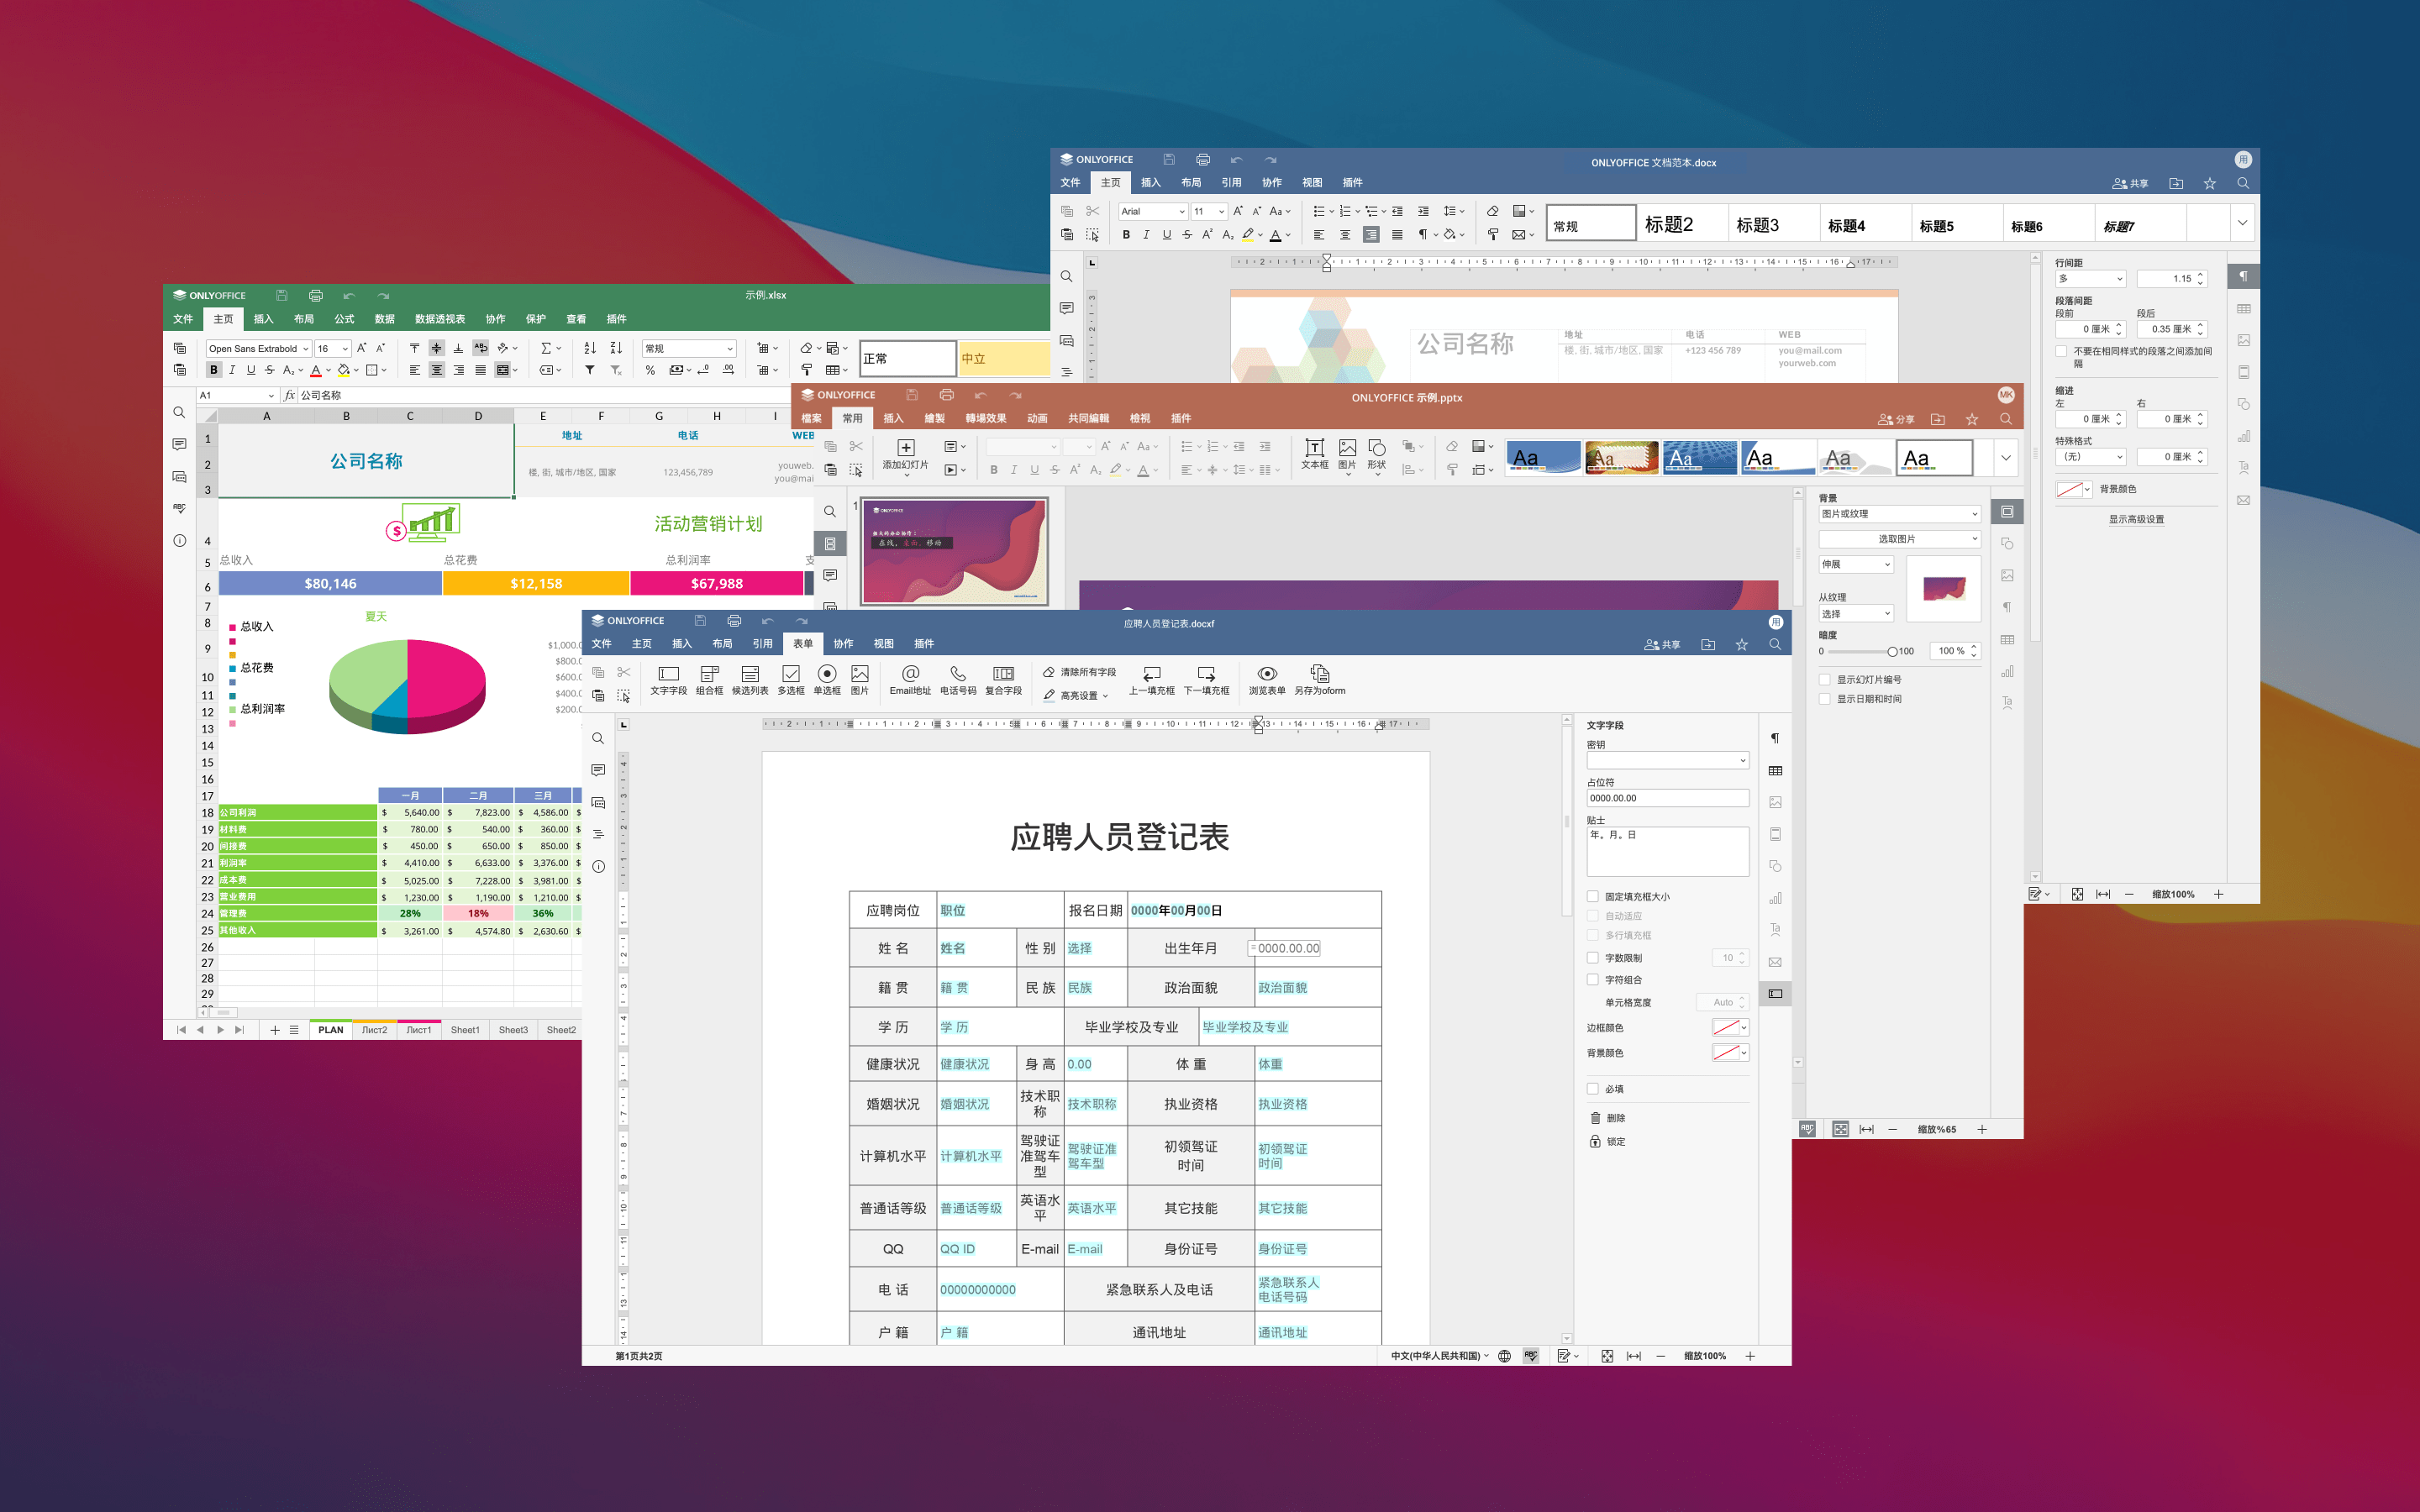 ONLYOFFICE
ONLYOFFICE 文档范本.docx
用
文件 主页 插入 布局 引用 协作 视图 插件
共享
Arial 11
常规 标题2 标题3 标题4 标题5 标题6 标题7
公司名称
地址 电话 WEB
楼, 街, 城市/地区, 国家 +123 456 789 you@mail.com
yourweb.com
行间距
多 1.15
段落间距
段前 段后
0 厘米 0.35 厘米
不要在相同样式的段落之间添加间隔
缩进
左 右
0 厘米 0 厘米
特殊格式
(无) 0 厘米
背景颜色
显示高级设置
缩放100%
ONLYOFFICE
示例.xlsx
文件 主页 插入 布局 公式 数据 数据透视表 协作 保护 查看 插件
Open Sans Extrabold 16
常规
正常 中立
A1 fx 公司名称
A B C D E F G H I
公司名称
地址 电话 WEB
楼, 街, 城市/地区, 国家 123,456,789 youweb.
you@mai
活动营销计划
总收入 总花费 总利润率 支
$80,146 $12,158 $67,988
夏天
总收入
总花费
总利润率
$1,000.
$800.0
$600.0
$400.0
$200.0
一月 二月 三月
公司利润 $ 5,640.00 $ 7,823.00 $ 4,586.00 $
材料费 $ 780.00 $ 540.00 $ 360.00 $
间接费 $ 450.00 $ 650.00 $ 850.00 $
利润率 $ 4,410.00 $ 6,633.00 $ 3,376.00 $
成本费 $ 5,025.00 $ 7,228.00 $ 3,981.00 $
营业费用 $ 1,230.00 $ 1,190.00 $ 1,210.00 $
管理费 28% 18% 36%
其他收入 $ 3,261.00 $ 4,574.80 $ 2,630.60 $
PLAN Лист2 Лист1 Sheet1 Sheet3 Sheet2
ONLYOFFICE
ONLYOFFICE 示例.pptx
MK
檔案 常用 插入 繪製 轉場效果 动画 共同編輯 檢視 插件
分享
添加幻灯片
文本框 图片 形状
Aa Aa Aa Aa Aa Aa
1
ONLYOFFICE
强大的办公协作：
在线, 桌面, 移动
背景
图片或纹理
选取图片
伸展
从纹理
选择
暗度
0 100 100 %
显示幻灯片编号
显示日期和时间
缩放%65
ONLYOFFICE
应聘人员登记表.docxf
用
文件 主页 插入 布局 引用 表单 协作 视图 插件
共享
文字字段 组合框 候选列表 多选框 单选框 图片 Email地址 电话号码 复合字段
清除所有字段
高亮设置
上一填充框 下一填充框 浏览表单 另存为oform
应聘人员登记表
应聘岗位 职位 报名日期 0000年00月00日
姓 名 姓名 性 别 选择 出生年月 0000.00.00
籍 贯 籍 贯 民 族 民族 政治面貌 政治面貌
学 历 学 历 毕业学校及专业 毕业学校及专业
健康状况 健康状况 身 高 0.00 体 重 体重
婚姻状况 婚姻状况 技术职称 技术职称 执业资格 执业资格
计算机水平 计算机水平 驾驶证准驾车型 驾驶证准驾车型 初领驾证时间 初领驾证时间
普通话等级 普通话等级 英语水平 英语水平 其它技能 其它技能
QQ QQ ID E-mail E-mail 身份证号 身份证号
电 话 00000000000 紧急联系人及电话 紧急联系人电话号码
户 籍 户 籍 通讯地址 通讯地址
文字字段
密钥
占位符
0000.00.00
贴士
年。月。日
固定填充框大小
自动适应
多行填充框
字数限制 10
字符组合
单元格宽度 Auto
边框颜色
背景颜色
必填
删除
锁定
第1页共2页
中文(中华人民共和国)
缩放100%